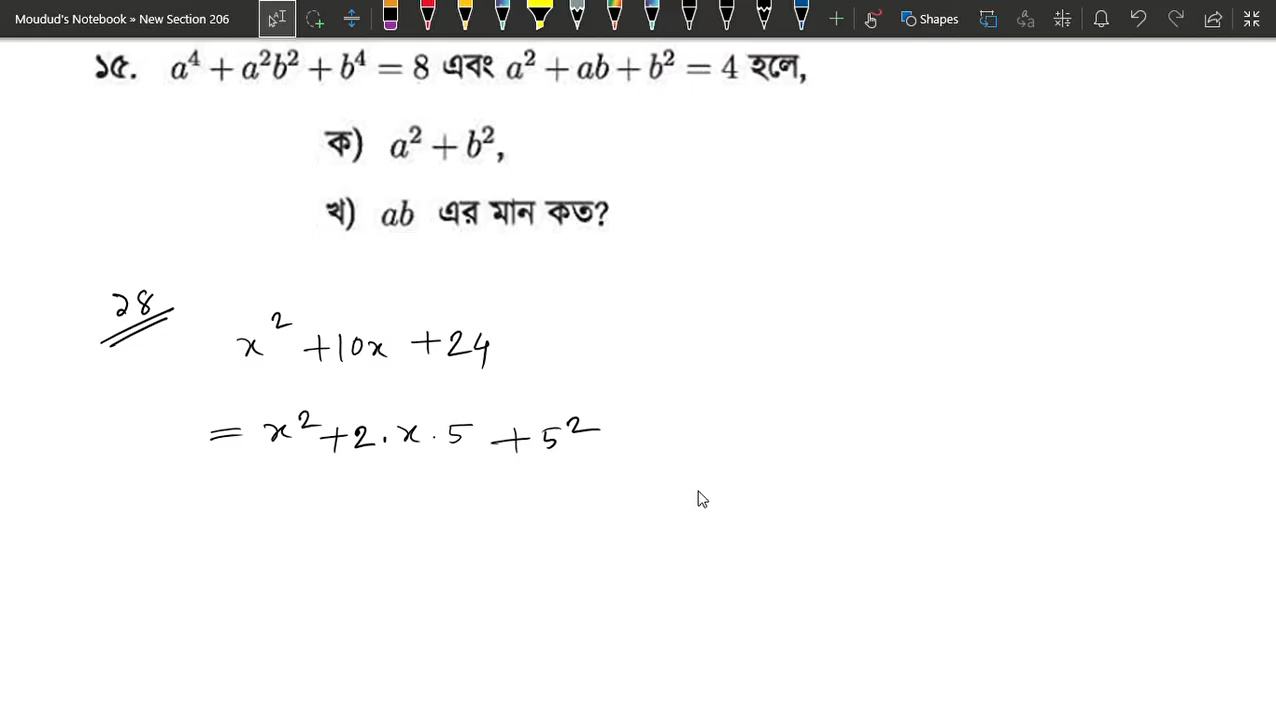 Moudud's Notebook » New Section 206
Shapes
১৫. a⁴ + a²b² + b⁴ = 8 এবং a² + ab + b² = 4 হলে,
ক) a² + b²,
খ) ab এর মান কত?
১৪
x² + 10x + 24
= x² + 2 · x · 5 + 5²